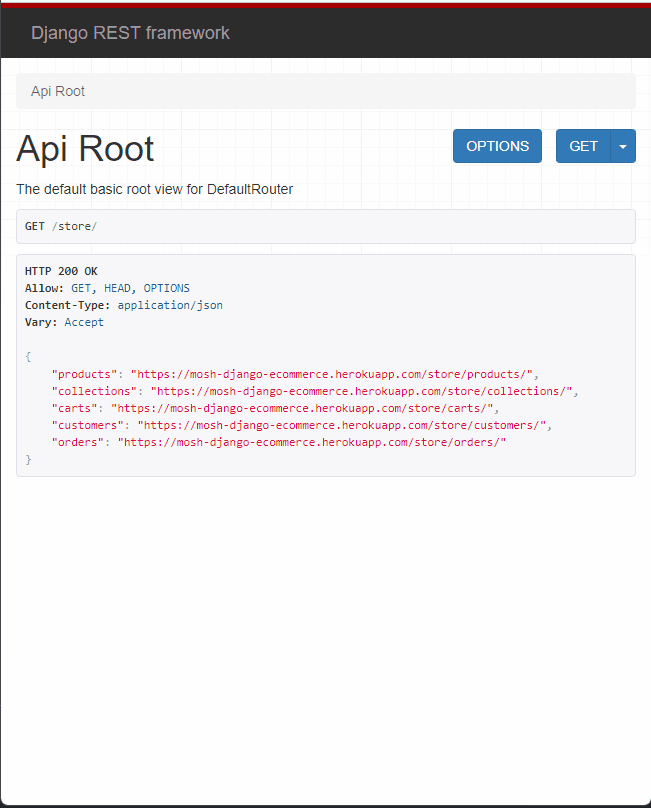 Django REST framework
Api Root
Api Root
OPTIONS
GET
The default basic root view for DefaultRouter
GET /store/
HTTP 200 OK
Allow: GET, HEAD, OPTIONS
Content-Type: application/json
Vary: Accept
{
    "products": "https://mosh-django-ecommerce.herokuapp.com/store/products/",
    "collections": "https://mosh-django-ecommerce.herokuapp.com/store/collections/",
    "carts": "https://mosh-django-ecommerce.herokuapp.com/store/carts/",
    "customers": "https://mosh-django-ecommerce.herokuapp.com/store/customers/",
    "orders": "https://mosh-django-ecommerce.herokuapp.com/store/orders/"
}